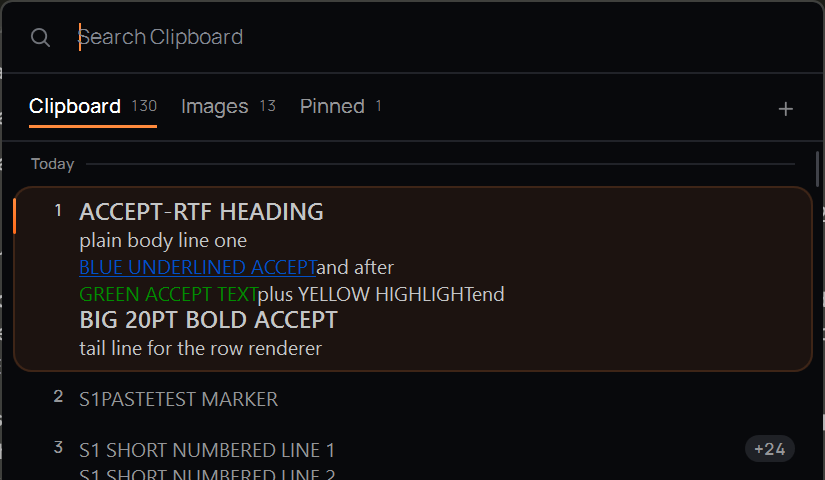 Search Clipboard
Clipboard 130 Images 13 Pinned 1 +
Today
1 ACCEPT-RTF HEADING
plain body line one
BLUE UNDERLINED ACCEPTand after
GREEN ACCEPT TEXTplus YELLOW HIGHLIGHTend
BIG 20PT BOLD ACCEPT
tail line for the row renderer
2 S1PASTETEST MARKER
3 S1 SHORT NUMBERED LINE 1 +24
S1 SHORT NUMBERED LINE 2